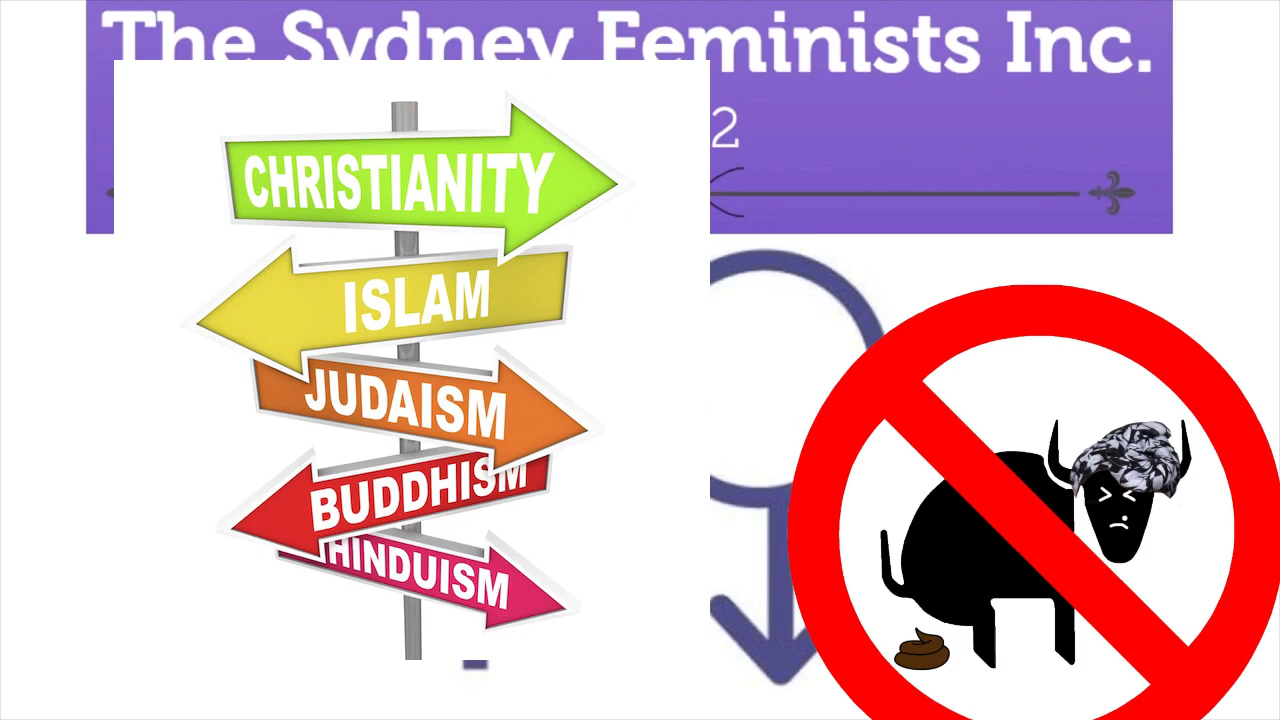 The Sydney Feminists Inc.
2
CHRISTIANITY
ISLAM
JUDAISM
BUDDHISM
HINDUISM